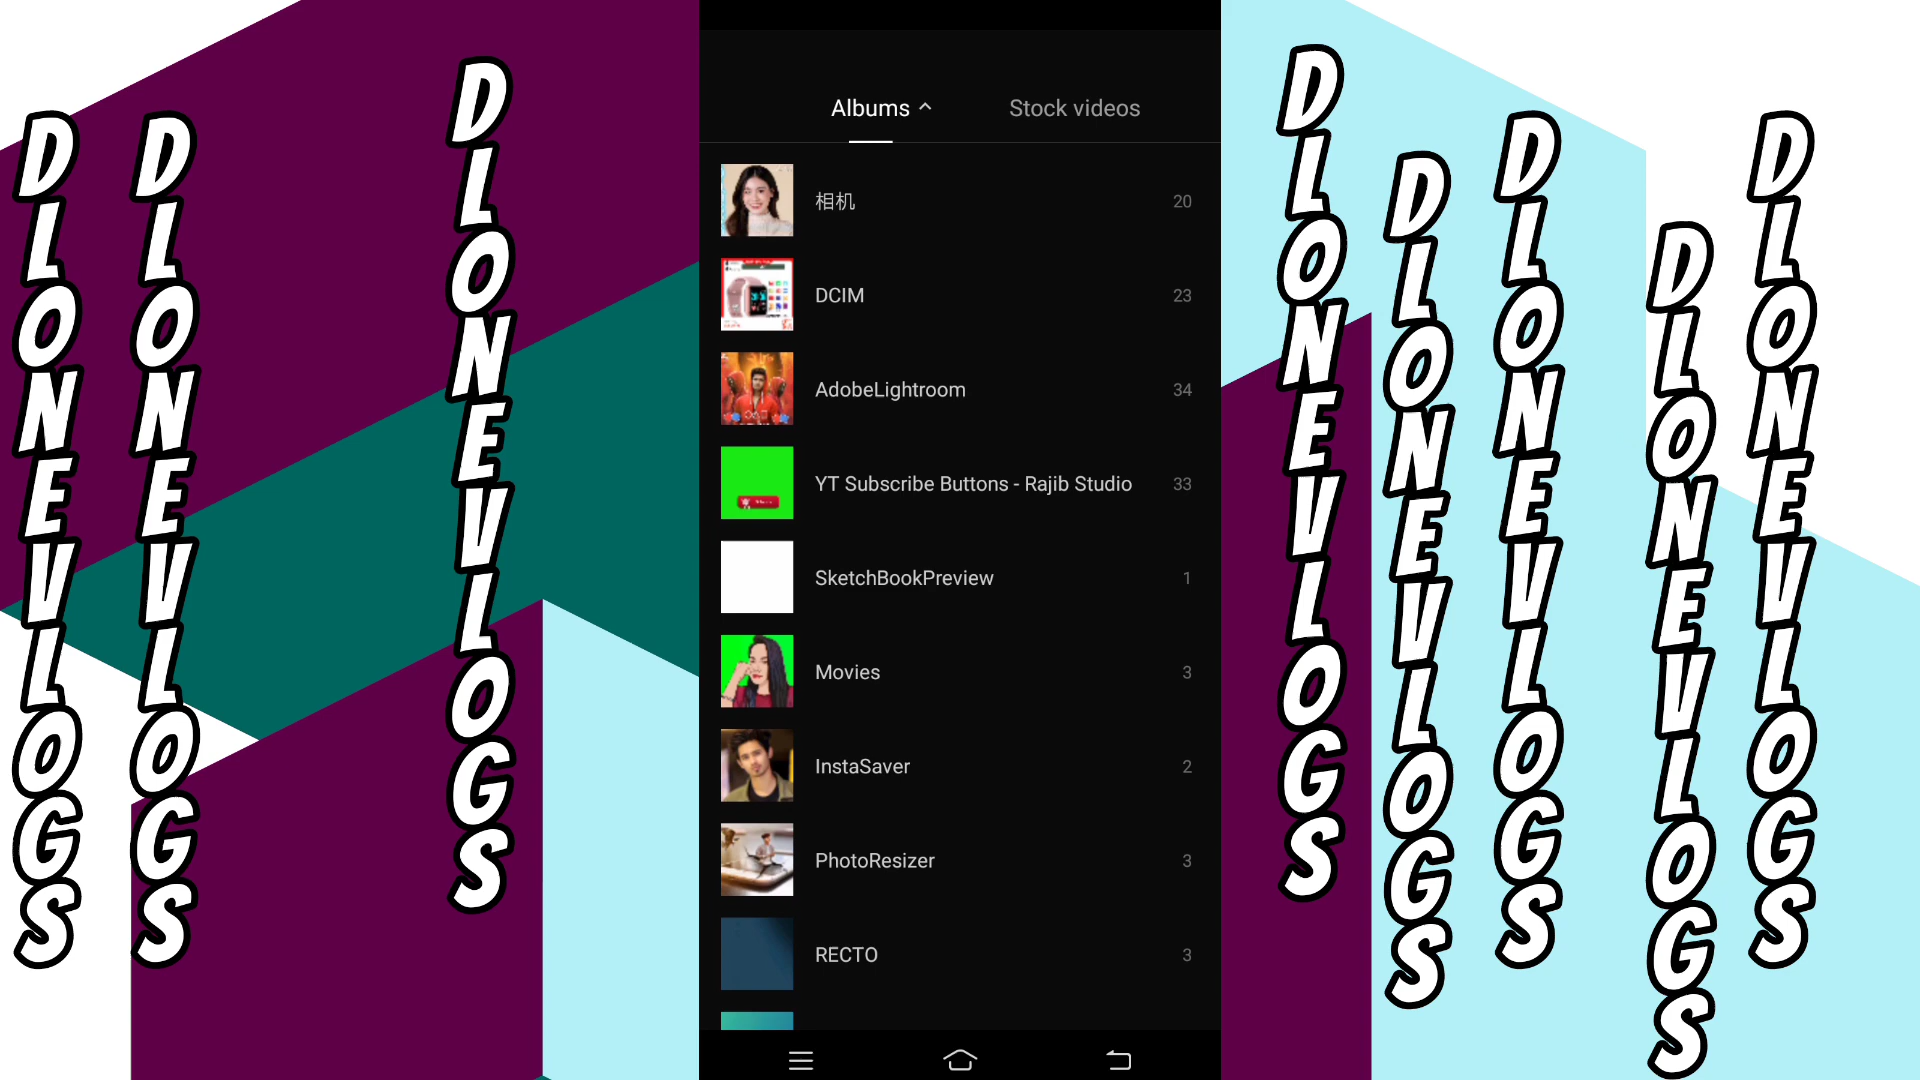 DLONEVLOGS
DLONEVLOGS
DLONEVLOGS
Albums
Stock videos
相机 20
DCIM 23
AdobeLightroom 34
YT Subscribe Buttons - Rajib Studio 33
SketchBookPreview 1
Movies 3
InstaSaver 2
PhotoResizer 3
RECTO 3
DLONEVLOGS
DLONEVLOGS
DLONEVLOGS
DLONEVLOGS
DLONEVLOGS